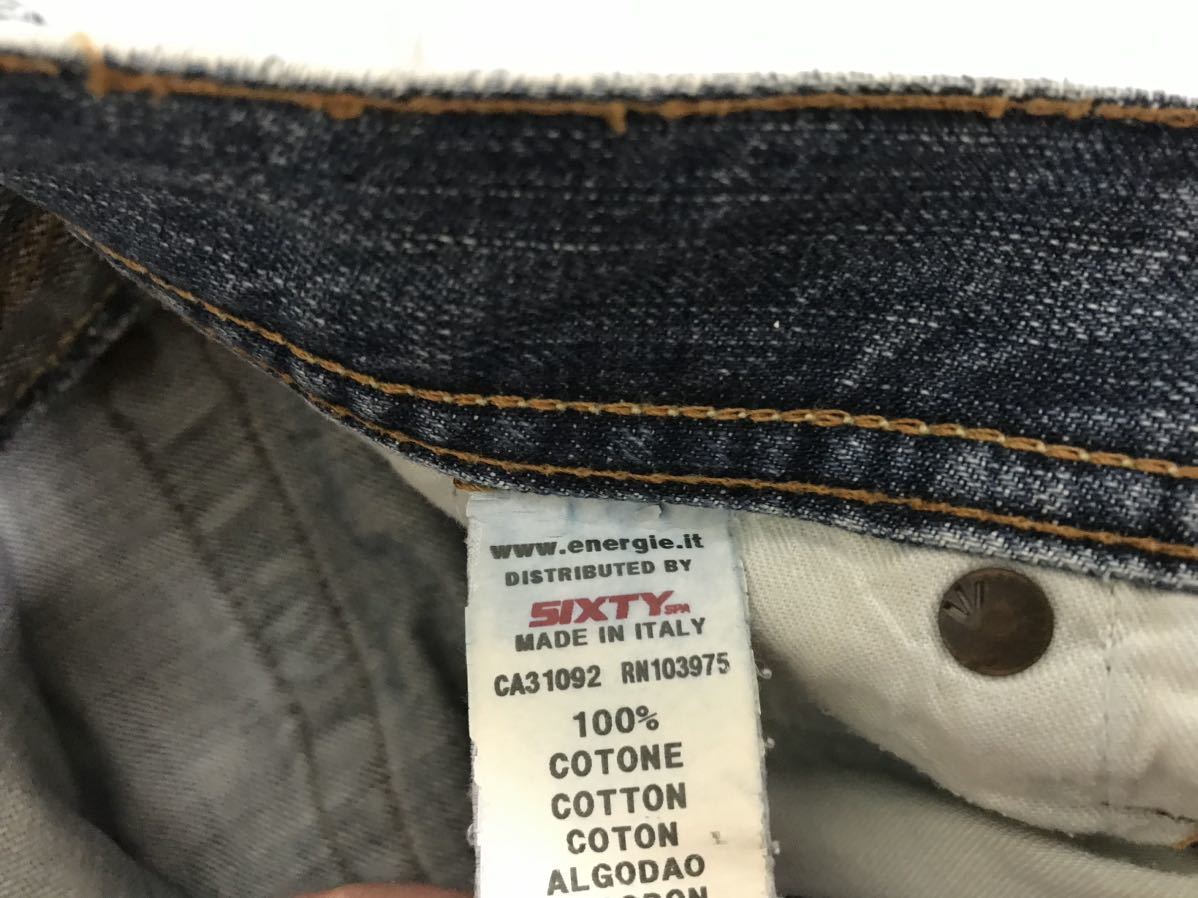 www.energie.it
DISTRIBUTED BY
SIXTY SPA
MADE IN ITALY
CA31092 RN103975
100%
COTONE
COTTON
COTON
ALGODAO